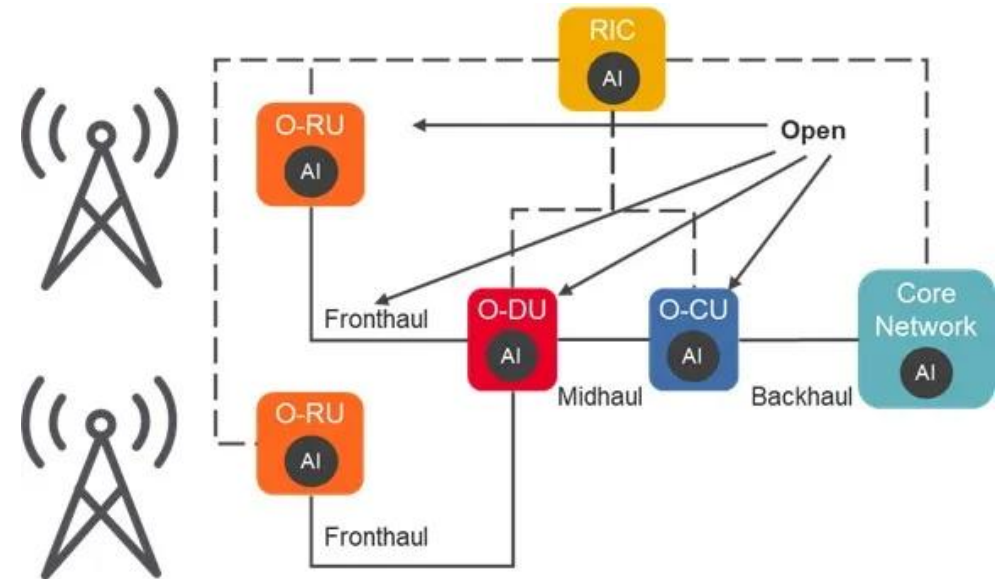 RIC
AI
O-RU
AI
Open
Fronthaul
O-DU
AI
O-CU
AI
Core
Network
AI
Midhaul
Backhaul
O-RU
AI
Fronthaul